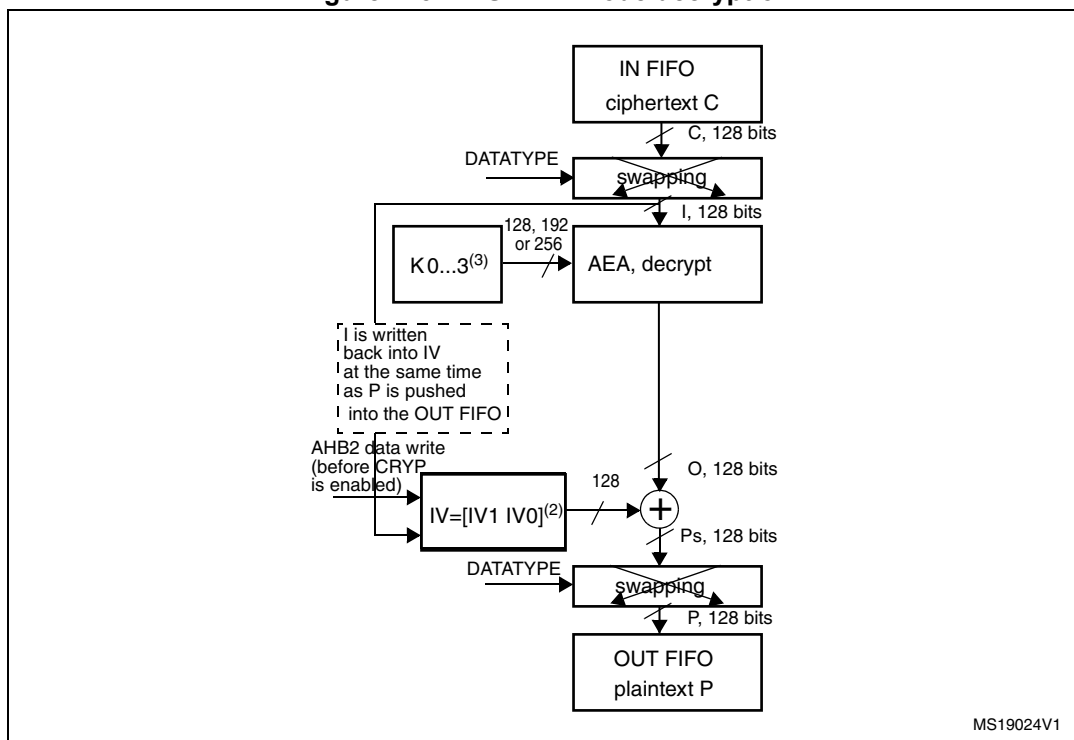 IN FIFO
ciphertext C
C, 128 bits
DATATYPE
swapping
I, 128 bits
128, 192
or 256
K 0...3(3)
AEA, decrypt
I is written
back into IV
at the same time
as P is pushed
into the OUT FIFO
AHB2 data write
(before CRYP
is enabled)
IV=[IV1 IV0](2)
128
O, 128 bits
+
Ps, 128 bits
DATATYPE
swapping
P, 128 bits
OUT FIFO
plaintext P
MS19024V1